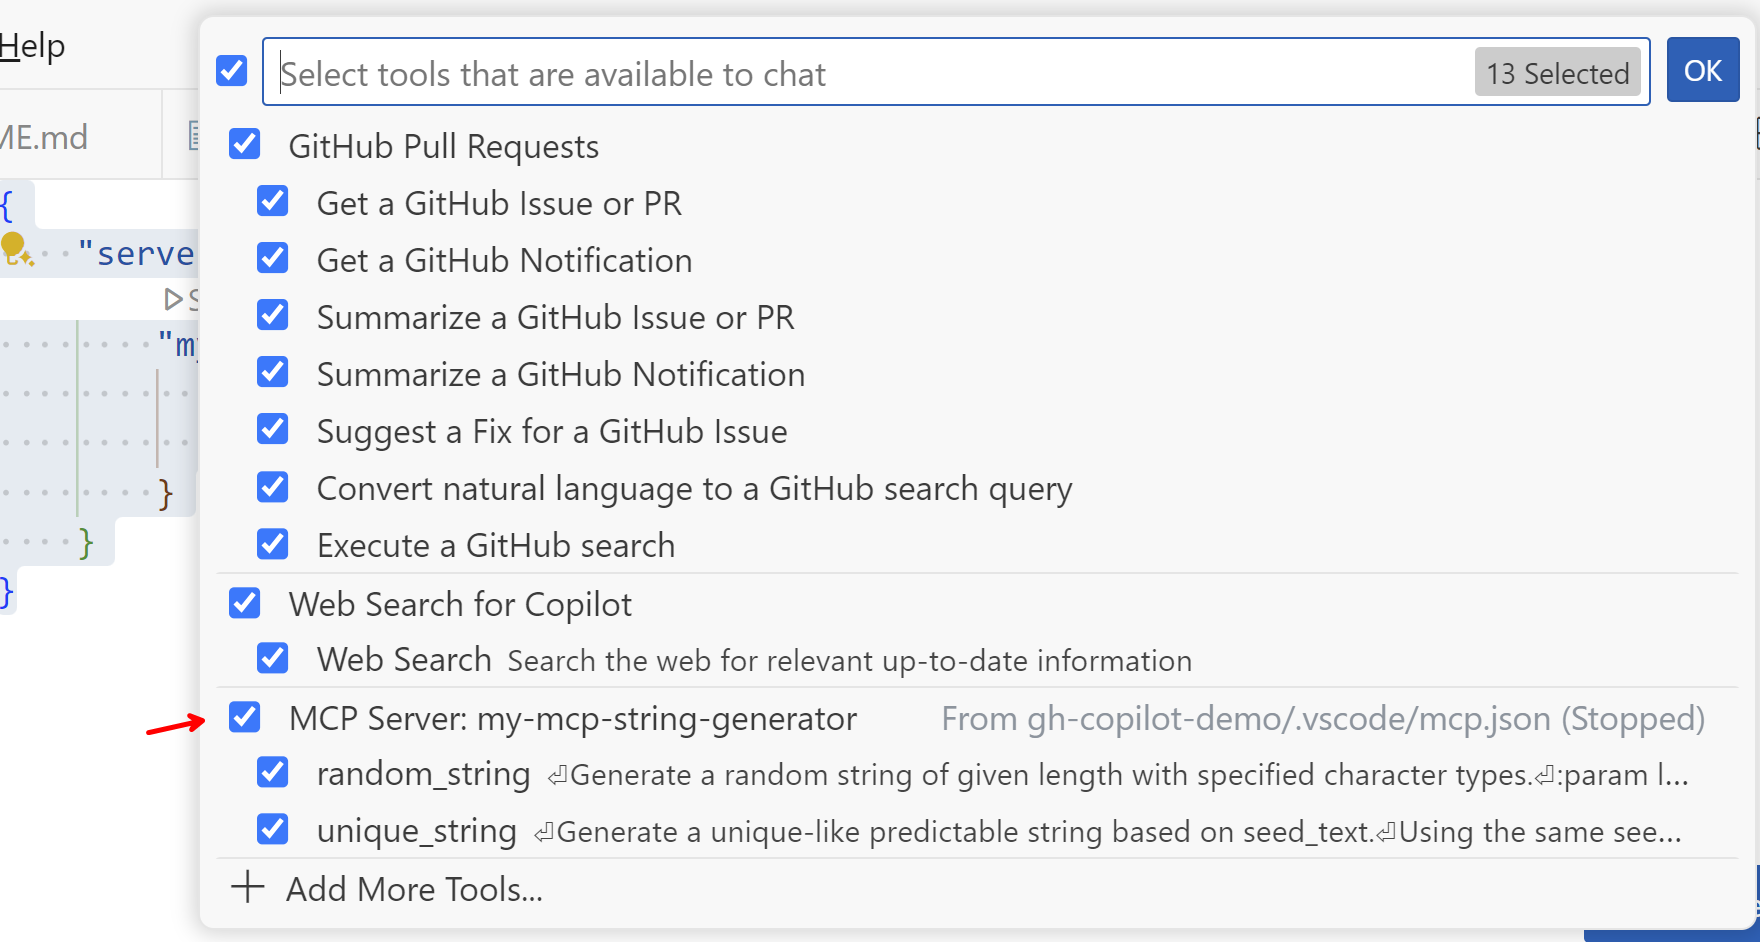 Help
Select tools that are available to chat
13 Selected
OK
ME.md
GitHub Pull Requests
Get a GitHub Issue or PR
{
"serve
Get a GitHub Notification
Summarize a GitHub Issue or PR
"my
Summarize a GitHub Notification
Suggest a Fix for a GitHub Issue
}
Convert natural language to a GitHub search query
}
Execute a GitHub search
}
Web Search for Copilot
Web Search Search the web for relevant up-to-date information
MCP Server: my-mcp-string-generator From gh-copilot-demo/.vscode/mcp.json (Stopped)
random_string ⏎Generate a random string of given length with specified character types.⏎:param l...
unique_string ⏎Generate a unique-like predictable string based on seed_text.⏎Using the same see...
Add More Tools...